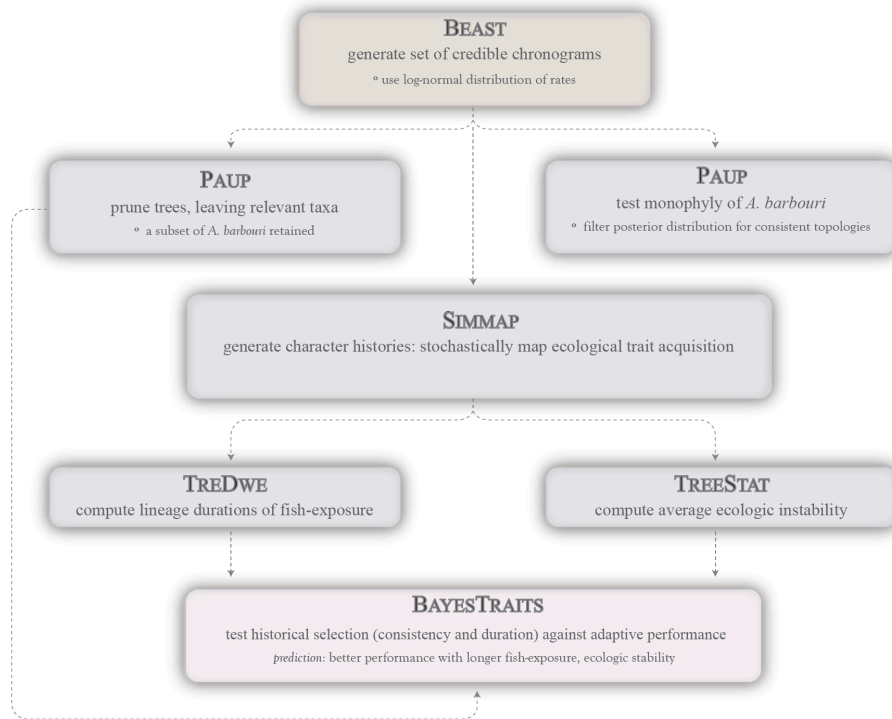 BEAST
generate set of credible chronograms
º use log-normal distribution of rates
PAUP
prune trees, leaving relevant taxa
º a subset of A. barbouri retained
PAUP
test monophyly of A. barbouri
º filter posterior distribution for consistent topologies
SIMMAP
generate character histories: stochastically map ecological trait acquisition
TREDWE
compute lineage durations of fish-exposure
TREESTAT
compute average ecologic instability
BAYESTRAITS
test historical selection (consistency and duration) against adaptive performance
prediction: better performance with longer fish-exposure, ecologic stability